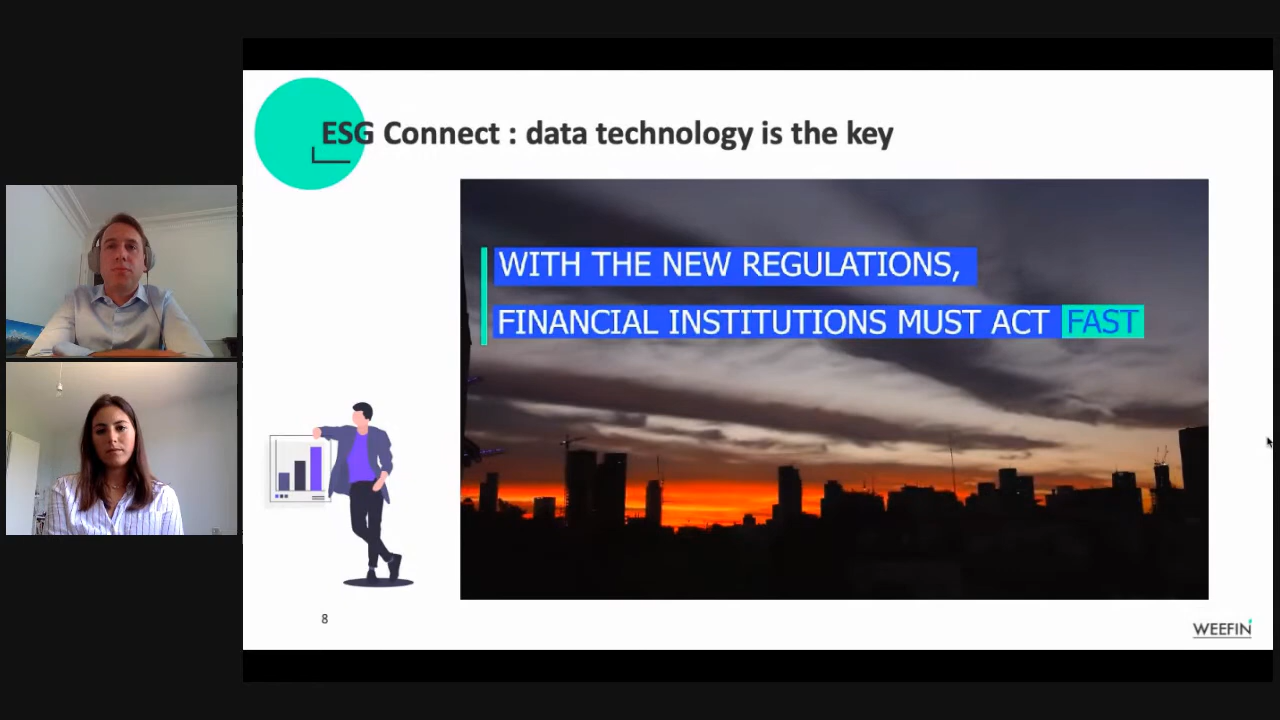 ESG Connect : data technology is the key
WITH THE NEW REGULATIONS,
FINANCIAL INSTITUTIONS MUST ACT FAST
8
WEEFIN